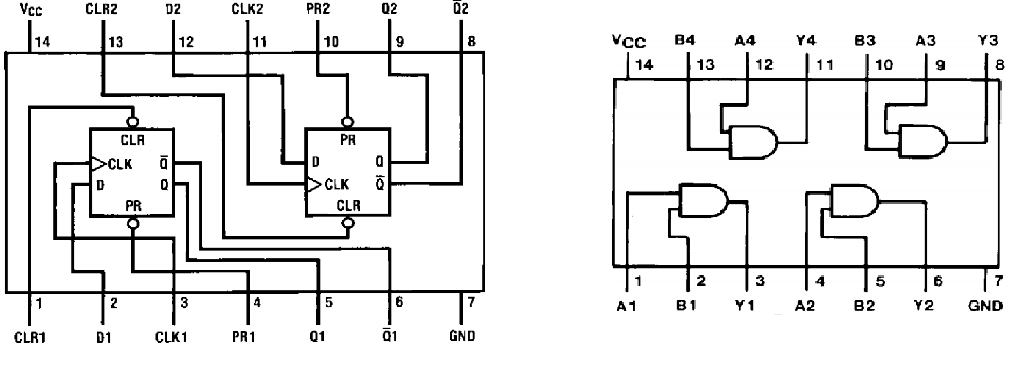 Vcc CLR2 D2 CLK2 PR2 Q2 Q̅2
14 13 12 11 10 9 8
CLR PR
CLK Q̅ D Q
D Q CLK Q̅
PR CLR
1 2 3 4 5 6 7
CLR1 D1 CLK1 PR1 Q1 Q̅1 GND
VCC B4 A4 Y4 B3 A3 Y3
14 13 12 11 10 9 8
1 2 3 4 5 6 7
A1 B1 Y1 A2 B2 Y2 GND